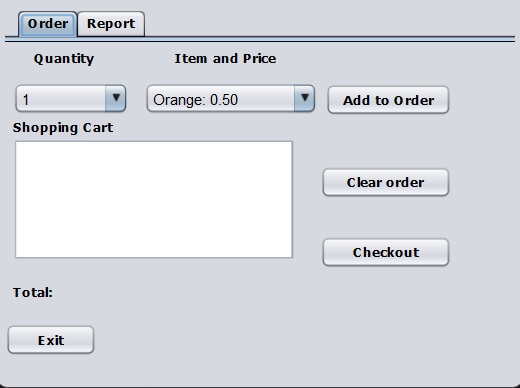 Order Report
Quantity Item and Price
1 Orange: 0.50 Add to Order
Shopping Cart
Clear order
Checkout
Total:
Exit